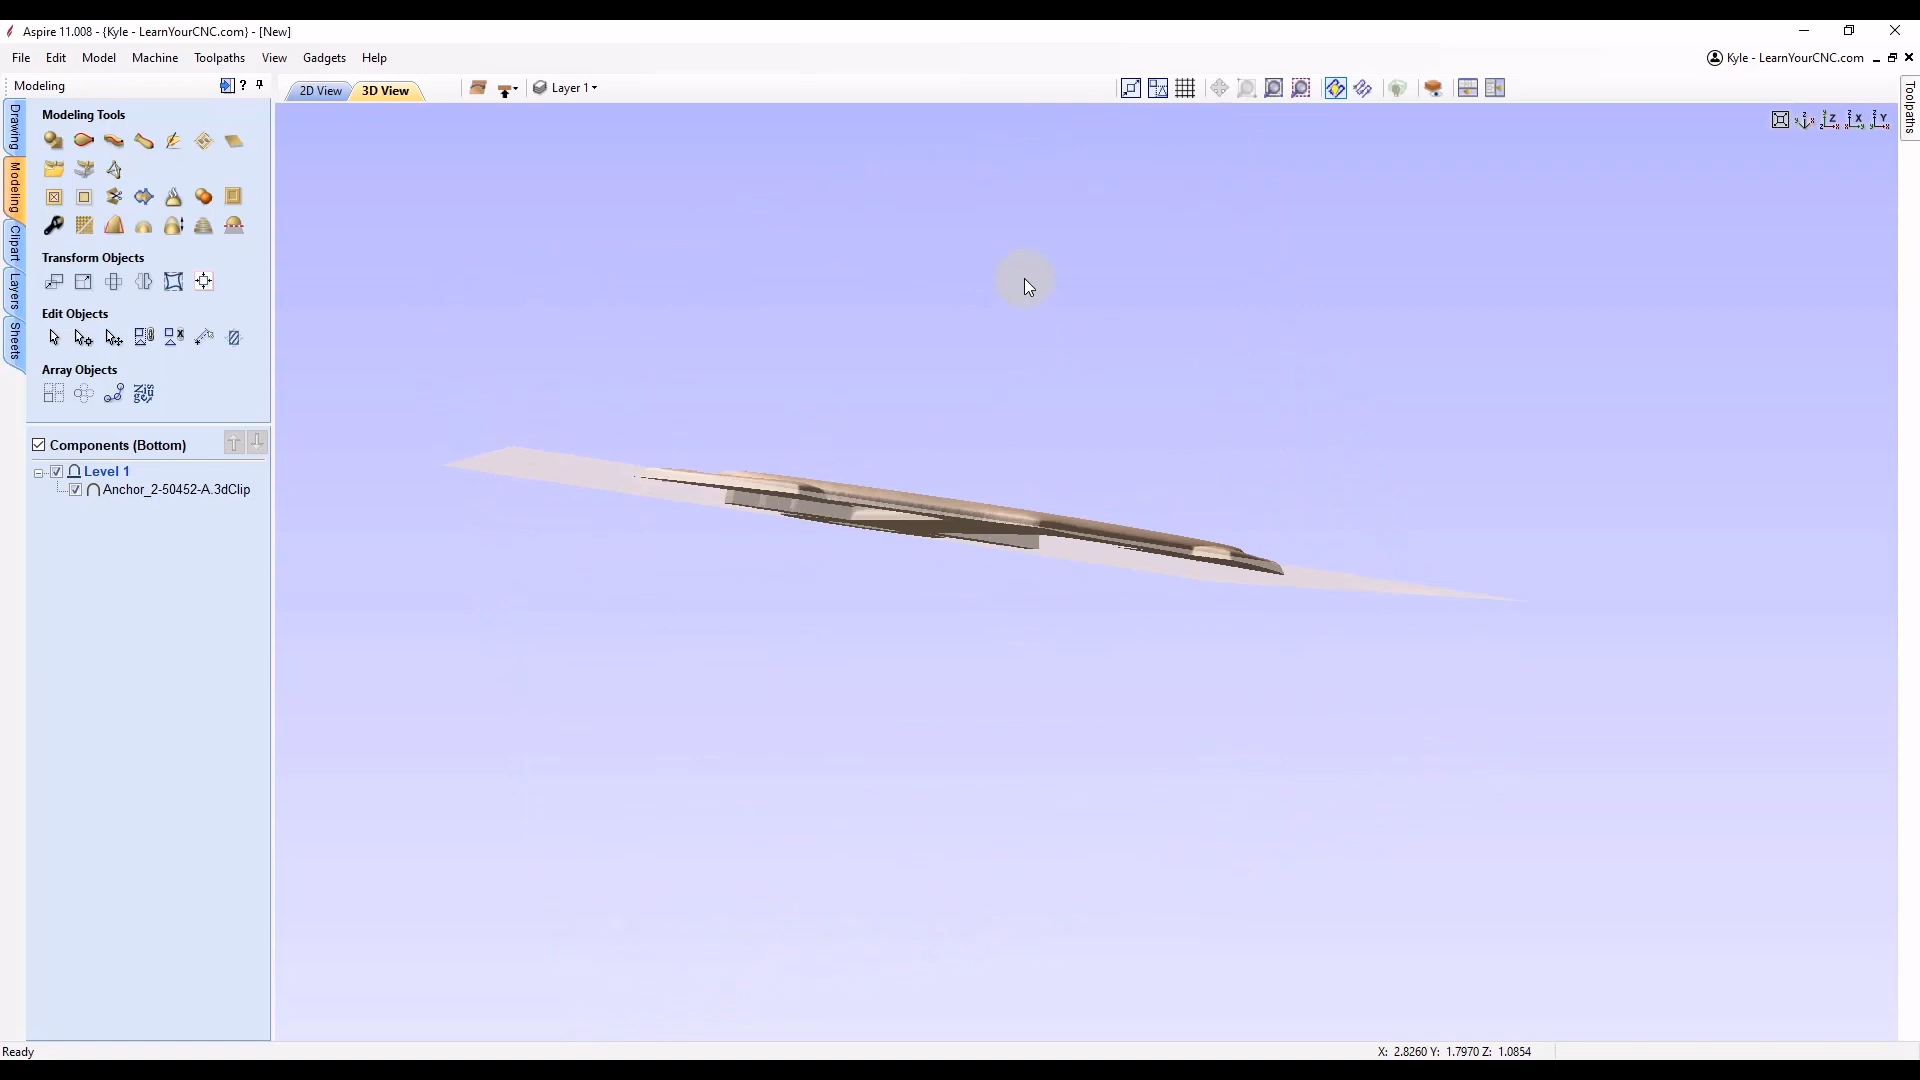 Aspire 11.008 - {Kyle - LearnYourCNC.com} - [New]
File Edit Model Machine Toolpaths View Gadgets Help
Kyle - LearnYourCNC.com
Modeling
2D View 3D View
Layer 1
Toolpaths
Drawing
Modeling
Clipart
Layers
Sheets
Modeling Tools
Transform Objects
Edit Objects
Array Objects
Components (Bottom)
Level 1
Anchor_2-50452-A.3dClip
Ready
X: 2.8260 Y: 1.7970 Z: 1.0854